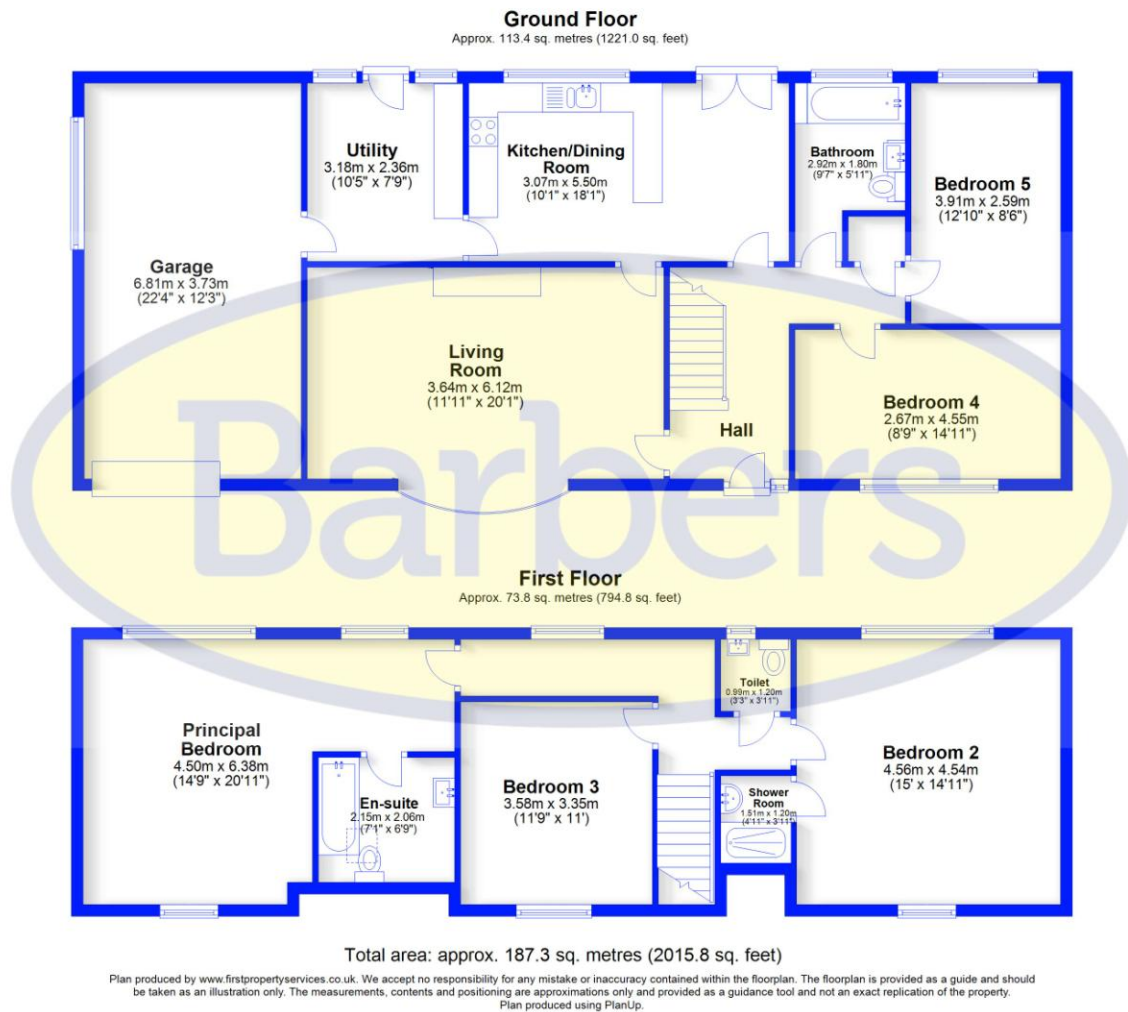 Ground Floor
Approx. 113.4 sq. metres (1221.0 sq. feet)
Utility
3.18m x 2.36m
(10'5" x 7'9")
Kitchen/Dining
Room
3.07m x 5.50m
(10'1" x 18'1")
Bathroom
2.92m x 1.80m
(9'7" x 5'11")
Bedroom 5
3.91m x 2.59m
(12'10" x 8'6")
Garage
6.81m x 3.73m
(22'4" x 12'3")
Living
Room
3.64m x 6.12m
(11'11" x 20'1")
Hall
Bedroom 4
2.67m x 4.55m
(8'9" x 14'11")
Barbers
First Floor
Approx. 73.8 sq. metres (794.8 sq. feet)
Principal
Bedroom
4.50m x 6.38m
(14'9" x 20'11")
En-suite
2.15m x 2.06m
(7'1" x 6'9")
Bedroom 3
3.58m x 3.35m
(11'9" x 11')
Toilet
0.99m x 1.20m
(3'3" x 3'11")
Shower
Room
1.51m x 1.20m
(4'11" x 3'11")
Bedroom 2
4.56m x 4.54m
(15' x 14'11")
Total area: approx. 187.3 sq. metres (2015.8 sq. feet)
Plan produced by www.firstpropertyservices.co.uk. We accept no responsibility for any mistake or inaccuracy contained within the floorplan. The floorplan is provided as a guide and should
be taken as an illustration only. The measurements, contents and positioning are approximations only and provided as a guidance tool and not an exact replication of the property.
Plan produced using PlanUp.